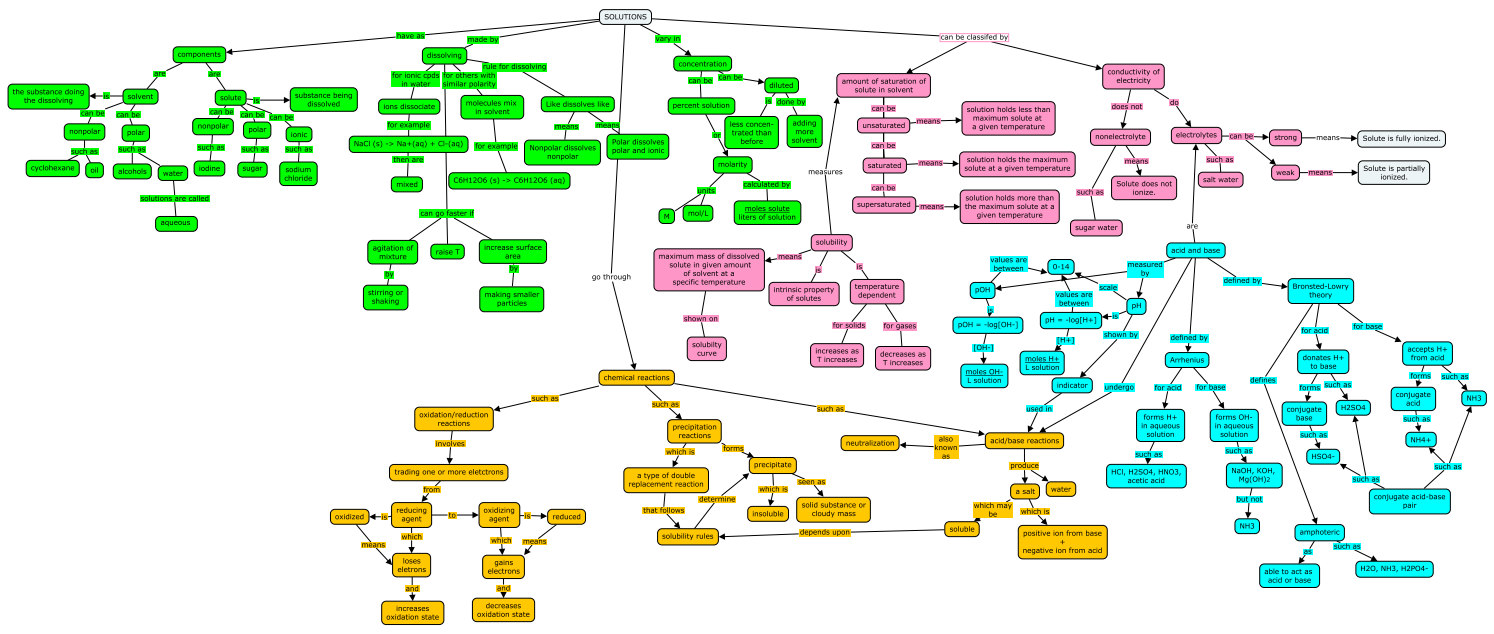 SOLUTIONS
have as
made by
vary in
can be classifed by
components
are
are
the substance doing
the dissolving
is
solvent
can be
can be
nonpolar
such as
cyclohexane
oil
polar
such as
alcohols
water
solutions are called
aqueous
solute
is
substance being
dissolved
can be
can be
can be
nonpolar
such as
iodine
polar
such as
sugar
ionic
such as
sodium
chloride
dissolving
for ionic cpds
in water
for others with
similar polarity
rule for dissolving
ions dissociate
for example
NaCl (s) -> Na+(aq) + Cl-(aq)
then are
mixed
molecules mix
in solvent
for example
C6H12O6 (s) -> C6H12O6 (aq)
Like dissolves like
means
means
Nonpolar dissolves
nonpolar
Polar dissolves
polar and ionic
can go faster if
agitation of
mixture
by
stirring or
shaking
raise T
increase surface
area
by
making smaller
particles
concentration
can be
can be
percent solution
or
molarity
units
M
mol/L
calculated by
moles solute
liters of solution
diluted
is
done by
less concen-
trated than
before
adding
more
solvent
amount of saturation of
solute in solvent
can be
unsaturated
means
solution holds less than
maximum solute at
a given temperature
can be
saturated
means
solution holds the maximum
solute at a given temperature
can be
supersaturated
means
solution holds more than
the maximum solute at a
given temperature
measures
solubility
means
maximum mass of dissolved
solute in given amount
of solvent at a
specific temperature
shown on
solubilty
curve
is
intrinsic property
of solutes
is
temperature
dependent
for solids
increases as
T increases
for gases
decreases as
T increases
conductivity of
electricity
does not
do
nonelectrolyte
such as
sugar water
means
Solute does not
ionize.
electrolytes
can be
strong
means
Solute is fully ionized.
weak
means
Solute is partially
ionized.
such as
salt water
are
acid and base
measured
by
values are
between
0-14
pOH
is
pOH = -log[OH-]
[OH-]
moles OH-
L solution
scale
values are
between
pH
is
pH = -log[H+]
[H+]
moles H+
L solution
shown by
indicator
used in
undergo
defined by
Arrhenius
for acid
forms H+
in aqueous
solution
such as
HCl, H2SO4, HNO3,
acetic acid
for base
forms OH-
in aqueous
solution
such as
NaOH, KOH,
Mg(OH)2
but not
NH3
defined by
Bronsted-Lowry
theory
for acid
donates H+
to base
forms
conjugate
base
such as
HSO4-
such as
H2SO4
for base
accepts H+
from acid
forms
conjugate
acid
such as
NH4+
such as
NH3
such as
such as
conjugate acid-base
pair
defines
amphoteric
as
able to act as
acid or base
such as
H2O, NH3, H2PO4-
go through
chemical reactions
such as
such as
such as
oxidation/reduction
reactions
involves
trading one or more eletctrons
from
reducing
agent
is
oxidized
means
which
loses
eletrons
and
increases
oxidation state
to
oxidizing
agent
is
reduced
means
which
gains
electrons
and
decreases
oxidation state
precipitation
reactions
which is
a type of double
replacement reaction
that follows
solubility rules
determine
forms
precipitate
which is
insoluble
seen as
solid substance or
cloudy mass
acid/base reactions
also
known
as
neutralization
produce
a salt
water
which may
be
soluble
depends upon
which is
positive ion from base
+
negative ion from acid